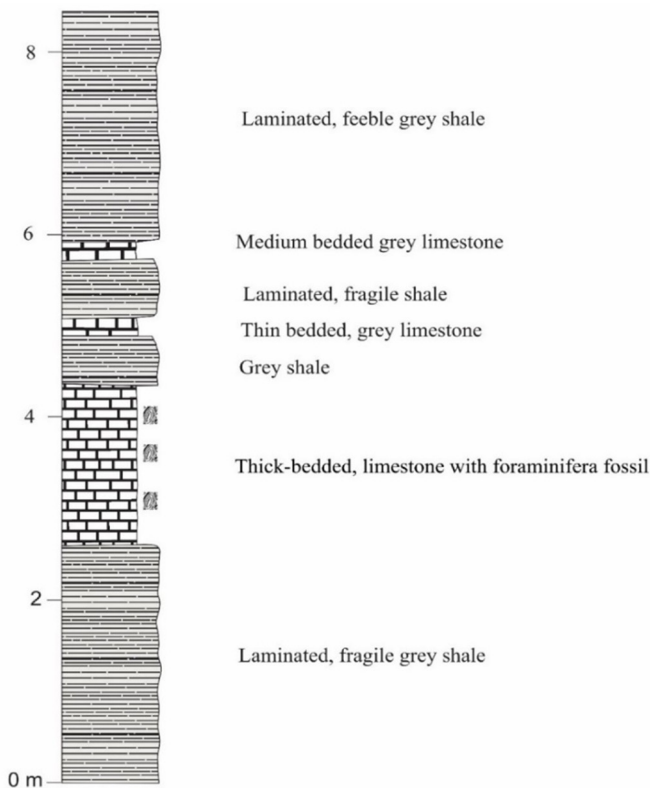 8
Laminated, feeble grey shale
6
Medium bedded grey limestone
Laminated, fragile shale
Thin bedded, grey limestone
Grey shale
4
Thick-bedded, limestone with foraminifera fossil
2
Laminated, fragile grey shale
0 m